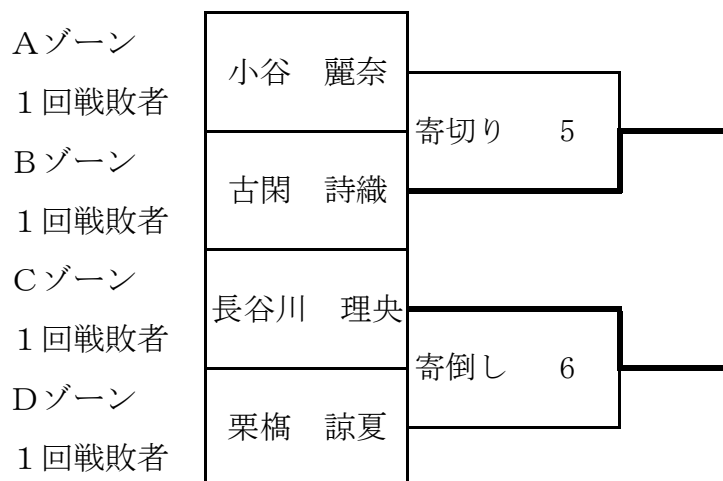 Aゾーン
1回戦敗者
小谷　麗奈
寄切り　5
Bゾーン
1回戦敗者
古閑　詩織
Cゾーン
1回戦敗者
長谷川　理央
寄倒し　6
Dゾーン
1回戦敗者
栗槗　諒夏